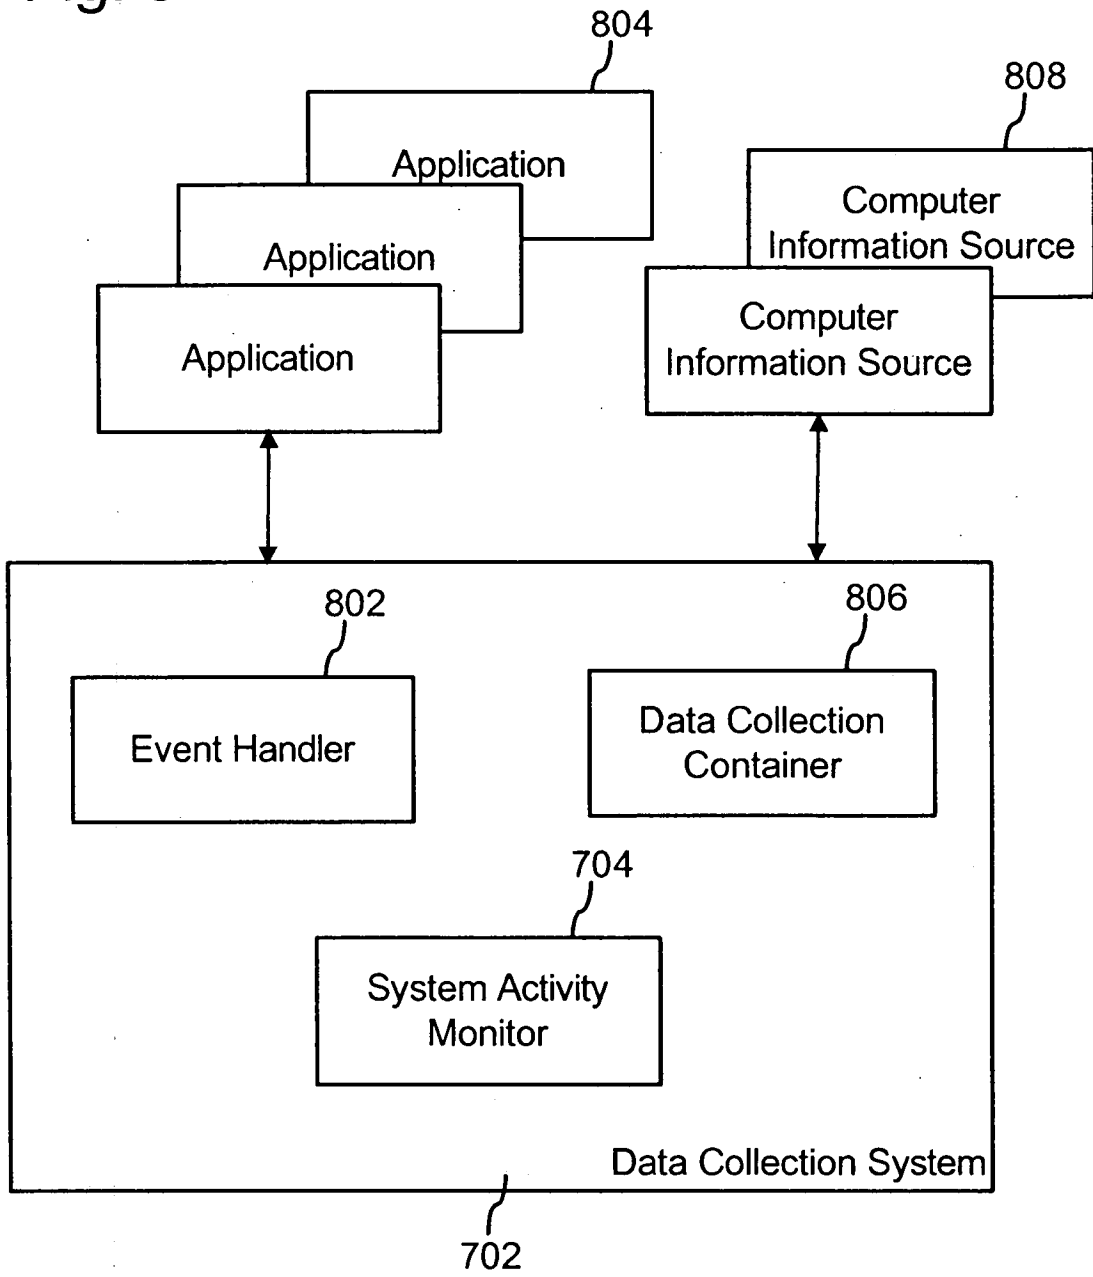 804
808
Application
Application
Application
Computer
Information Source
Computer
Information Source
802
806
Event Handler
Data Collection
Container
704
System Activity
Monitor
Data Collection System
702